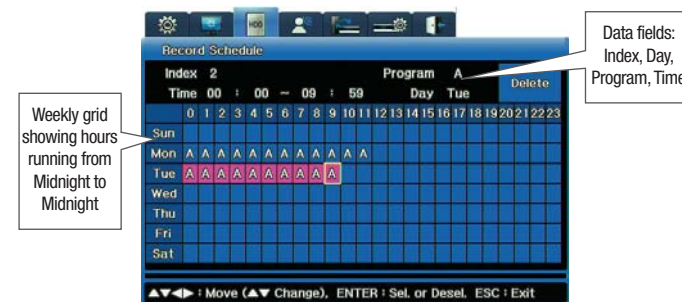 HDD
Record Schedule
Index 2 Program A
Time 00 : 00 ~ 09 : 59 Day Tue
Delete
0 1 2 3 4 5 6 7 8 9 10 11 12 13 14 15 16 17 18 19 20 21 22 23
Sun
Mon A A A A A A A A A A A A
Tue A A A A A A A A A A
Wed
Thu
Fri
Sat
▲▼◀▶ : Move (▲▼ Change), ENTER : Sel. or Desel. ESC : Exit
Weekly grid
showing hours
running from
Midnight to
Midnight
Data fields:
Index, Day,
Program, Time